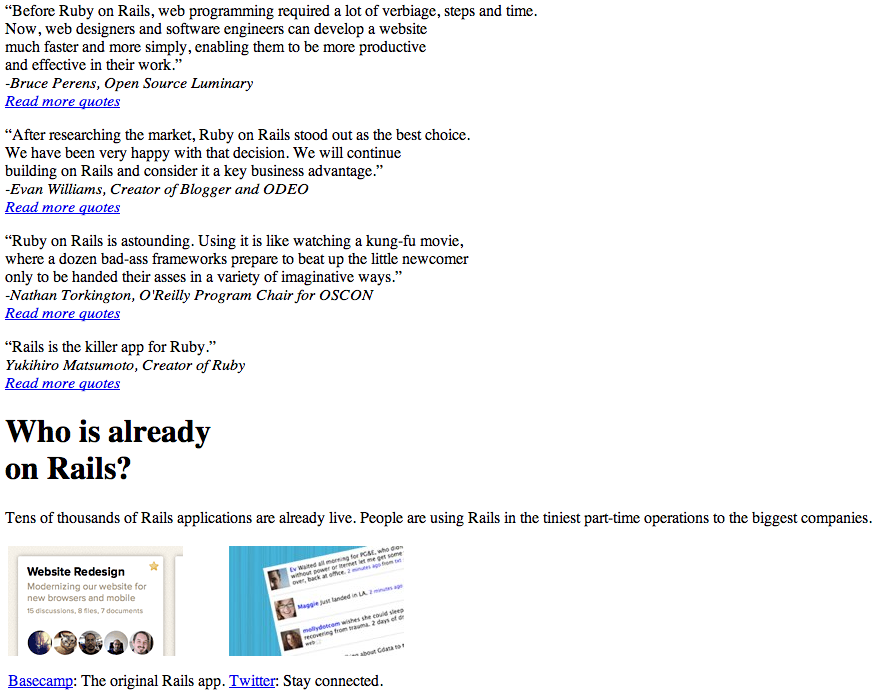 “Before Ruby on Rails, web programming required a lot of verbiage, steps and time.
Now, web designers and software engineers can develop a website
much faster and more simply, enabling them to be more productive
and effective in their work.”
-Bruce Perens, Open Source Luminary
Read more quotes
“After researching the market, Ruby on Rails stood out as the best choice.
We have been very happy with that decision. We will continue
building on Rails and consider it a key business advantage.”
-Evan Williams, Creator of Blogger and ODEO
Read more quotes
“Ruby on Rails is astounding. Using it is like watching a kung-fu movie,
where a dozen bad-ass frameworks prepare to beat up the little newcomer
only to be handed their asses in a variety of imaginative ways.”
-Nathan Torkington, O'Reilly Program Chair for OSCON
Read more quotes
“Rails is the killer app for Ruby.”
Yukihiro Matsumoto, Creator of Ruby
Read more quotes
Who is already
on Rails?
Tens of thousands of Rails applications are already live. People are using Rails in the tiniest part-time operations to the biggest companies.
Website Redesign
Modernizing our website for
new browsers and mobile
15 discussions, 8 files, 7 documents
Ev Waited all morning for PG&E, who
without power or iternet let me get some
over, back at office. 2 minutes ago from
Maggie just landed in LA. 2 minutes ago
mollydotcom wishes she could sleep
recovering from trauma. 2 days of
web
about Gdata to
Basecamp: The original Rails app. Twitter: Stay connected.